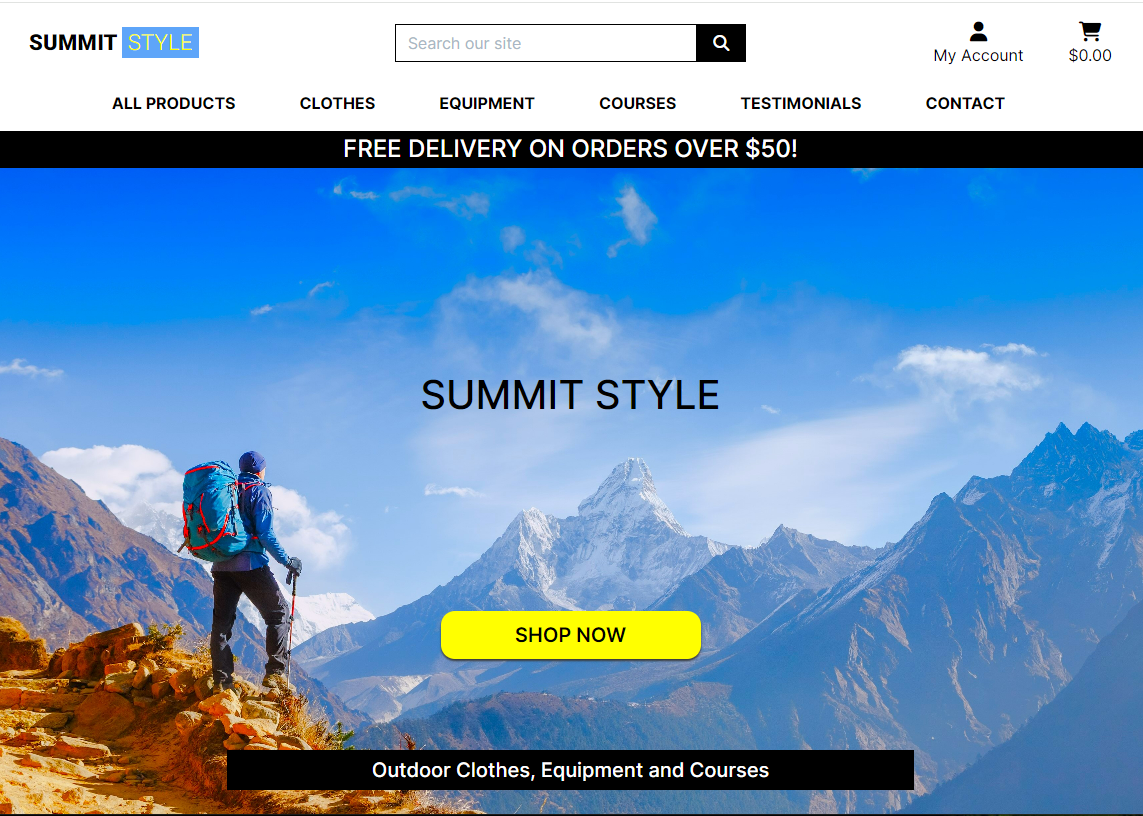 SUMMIT STYLE
Search our site
My Account
$0.00
ALL PRODUCTS
CLOTHES
EQUIPMENT
COURSES
TESTIMONIALS
CONTACT
FREE DELIVERY ON ORDERS OVER $50!
SUMMIT STYLE
SHOP NOW
Outdoor Clothes, Equipment and Courses